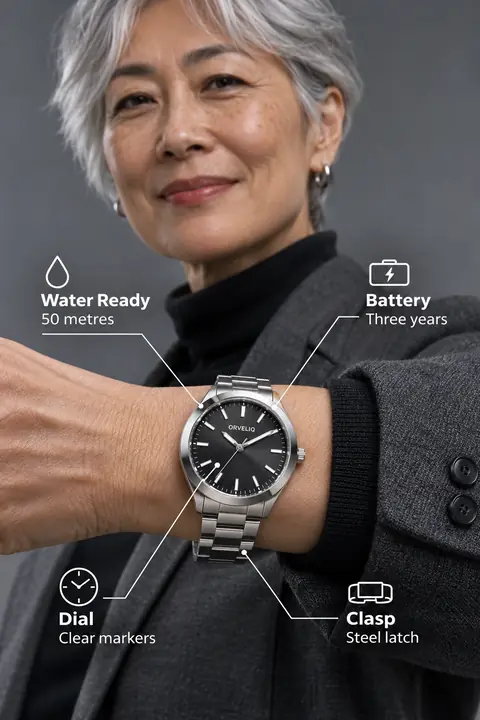 Water Ready
50 metres
Battery
Three years
ORVELIQ
Dial
Clear markers
Clasp
Steel latch